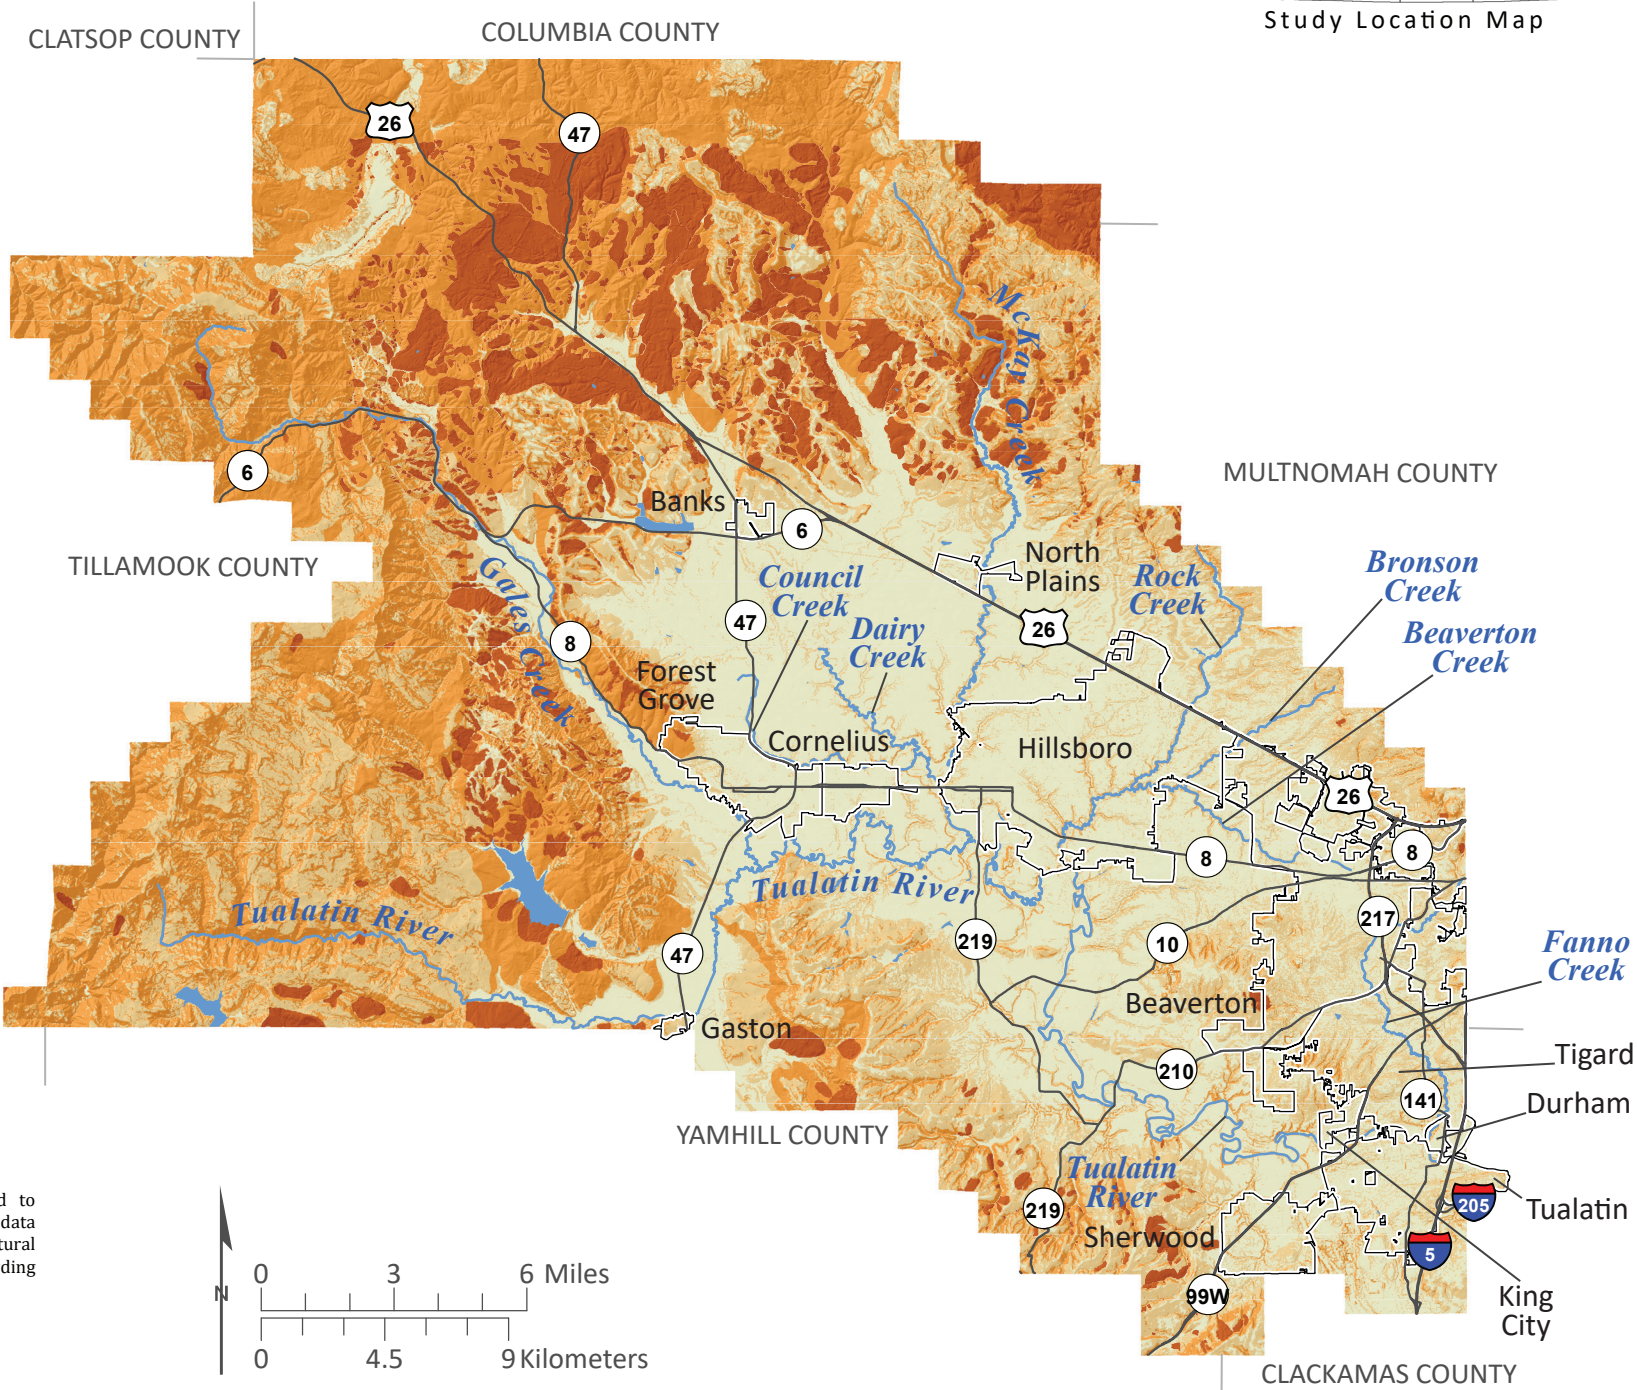 Study Location Map
CLATSOP COUNTY
COLUMBIA COUNTY
26
47
McKay Creek
6
MULTNOMAH COUNTY
TILLAMOOK COUNTY
Banks
6
North
Plains
Rock
Creek
Bronson
Creek
Beaverton
Creek
Council
Creek
Dairy
Creek
Gales Creek
8
47
26
Forest
Grove
Cornelius
Hillsboro
26
8
8
Tualatin River
Tualatin River
217
219
10
47
Fanno
Creek
Beaverton
Gaston
Tigard
210
141
Durham
YAMHILL COUNTY
Tualatin
River
219
Sherwood
205
Tualatin
5
99W
King
City
CLACKAMAS COUNTY
d to
data
tural
ding
N
0 3 6 Miles
0 4.5 9 Kilometers